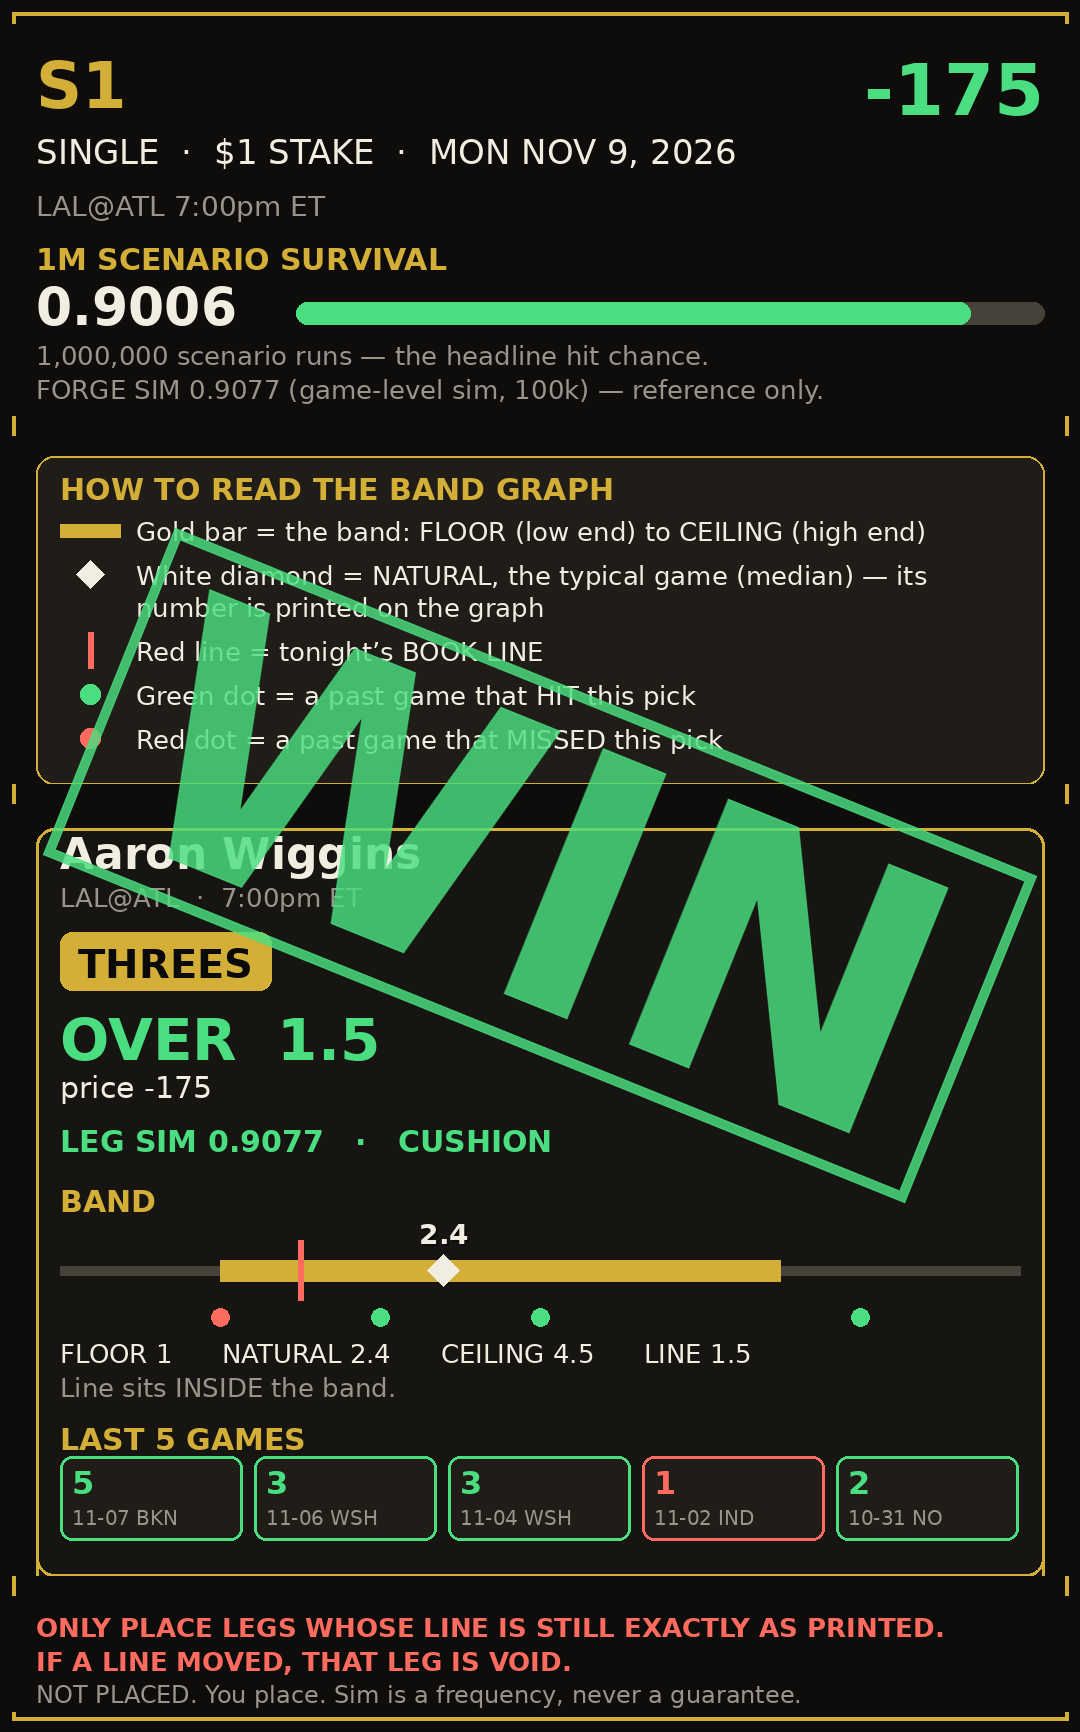 S1
-175
SINGLE · $1 STAKE · MON NOV 9, 2026
LAL@ATL 7:00pm ET
1M SCENARIO SURVIVAL
0.9006
1,000,000 scenario runs — the headline hit chance.
FORGE SIM 0.9077 (game-level sim, 100k) — reference only.
HOW TO READ THE BAND GRAPH
Gold bar = the band: FLOOR (low end) to CEILING (high end)
White diamond = NATURAL, the typical game (median) — its
number is printed on the graph
Red line = tonight’s BOOK LINE
Green dot = a past game that HIT this pick
Red dot = a past game that MISSED this pick
WIN
Aaron Wiggins
LAL@ATL · 7:00pm ET
THREES
OVER 1.5
price -175
LEG SIM 0.9077 · CUSHION
BAND
2.4
FLOOR 1 NATURAL 2.4 CEILING 4.5 LINE 1.5
Line sits INSIDE the band.
LAST 5 GAMES
5 3 3 1 2
11-07 BKN 11-06 WSH 11-04 WSH 11-02 IND 10-31 NO
ONLY PLACE LEGS WHOSE LINE IS STILL EXACTLY AS PRINTED.
IF A LINE MOVED, THAT LEG IS VOID.
NOT PLACED. You place. Sim is a frequency, never a guarantee.